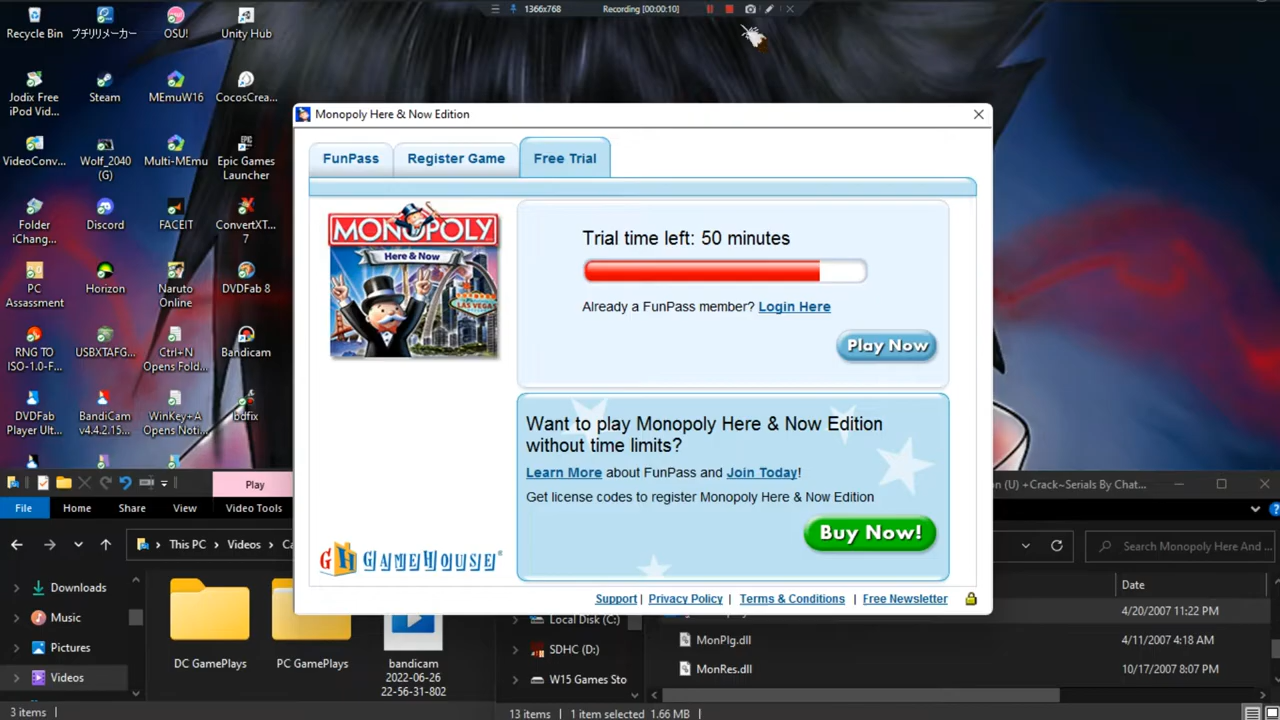 1366x768
Recording [00:00:10]
Recycle Bin
プチリリメーカー
OSU!
Unity Hub
Jodix Free
iPod Vid...
Steam
MEmuW16
CocosCrea...
VideoConv...
Wolf_2040
(G)
Multi-MEmu
Epic Games
Launcher
Folder
iChang...
Discord
FACEIT
ConvertXT...
7
PC
Assassment
Horizon
Naruto
Online
DVDFab 8
RNG TO
ISO-1.0-F...
USBXTAFG...
Ctrl+N
Opens Fold...
Bandicam
DVDFab
Player Ult...
BandiCam
v4.4.2.15...
WinKey+A
Opens Noti...
bdfix
Monopoly Here & Now Edition
FunPass
Register Game
Free Trial
MONOPOLY
Here & Now
LAS VEGAS
Trial time left: 50 minutes
Already a FunPass member? Login Here
Play Now
Want to play Monopoly Here & Now Edition
without time limits?
Learn More about FunPass and Join Today!
Get license codes to register Monopoly Here & Now Edition
Buy Now!
GH GAMEHOUSE
Support | Privacy Policy | Terms & Conditions | Free Newsletter
Play
on (U) +Crack~Serials By Chat...
File
Home
Share
View
Video Tools
This PC
Videos
Ca
Search Monopoly Here And ...
Downloads
Music
Pictures
Videos
DC GamePlays
PC GamePlays
bandicam
2022-06-26
22-56-31-802
Local Disk (C:)
SDHC (D:)
W15 Games Sto
Date
4/20/2007 11:22 PM
MonPlg.dll
4/11/2007 4:18 AM
MonRes.dll
10/17/2007 8:07 PM
3 items
13 items
1 item selected 1.66 MB